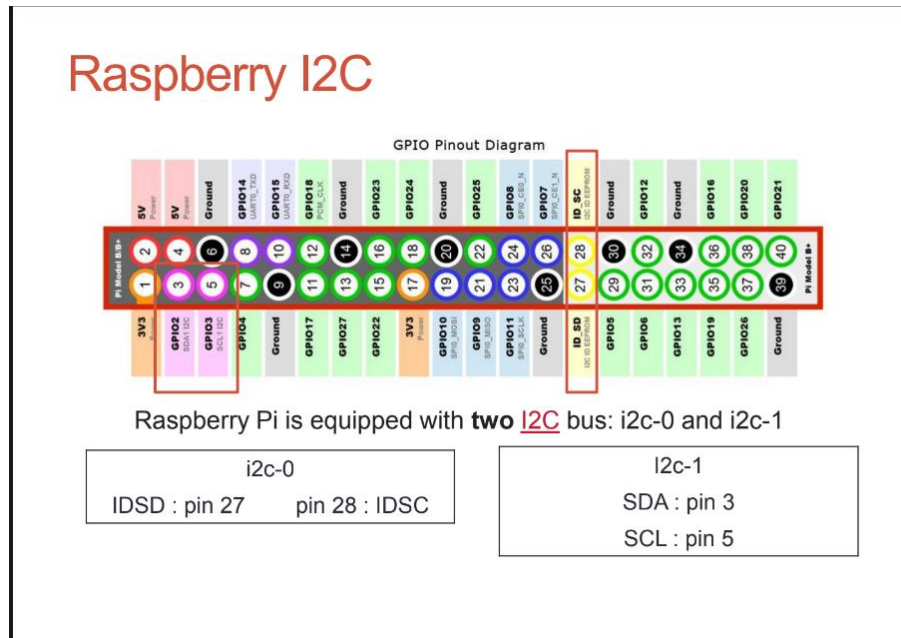 Raspberry I2C
GPIO Pinout Diagram
5V Power
5V Power
Ground
GPIO14 UART0_TXD
GPIO15 UART0_RXD
GPIO18 PCM_CLK
Ground
GPIO23
GPIO24
Ground
GPIO25
GPIO8 SPI0_CE0_N
GPIO7 SPI0_CE1_N
ID_SC I2C ID EEPROM
Ground
GPIO12
Ground
GPIO16
GPIO20
GPIO21
Pi Model B/B+
2 4 6 8 10 12 14 16 18 20 22 24 26 28 30 32 34 36 38 40
1 3 5 7 9 11 13 15 17 19 21 23 25 27 29 31 33 35 37 39
Pi Model B+
3V3 Power
GPIO2 SDA1 I2C
GPIO3 SCL1 I2C
GPIO4
Ground
GPIO17
GPIO27
GPIO22
3V3 Power
GPIO10 SPI0_MOSI
GPIO9 SPI0_MISO
GPIO11 SPI0_SCLK
Ground
ID_SD I2C ID EEPROM
GPIO5
GPIO6
GPIO13
GPIO19
GPIO26
Ground
Raspberry Pi is equipped with two I2C bus: i2c-0 and i2c-1
i2c-0
IDSD : pin 27 pin 28 : IDSC
I2c-1
SDA : pin 3
SCL : pin 5